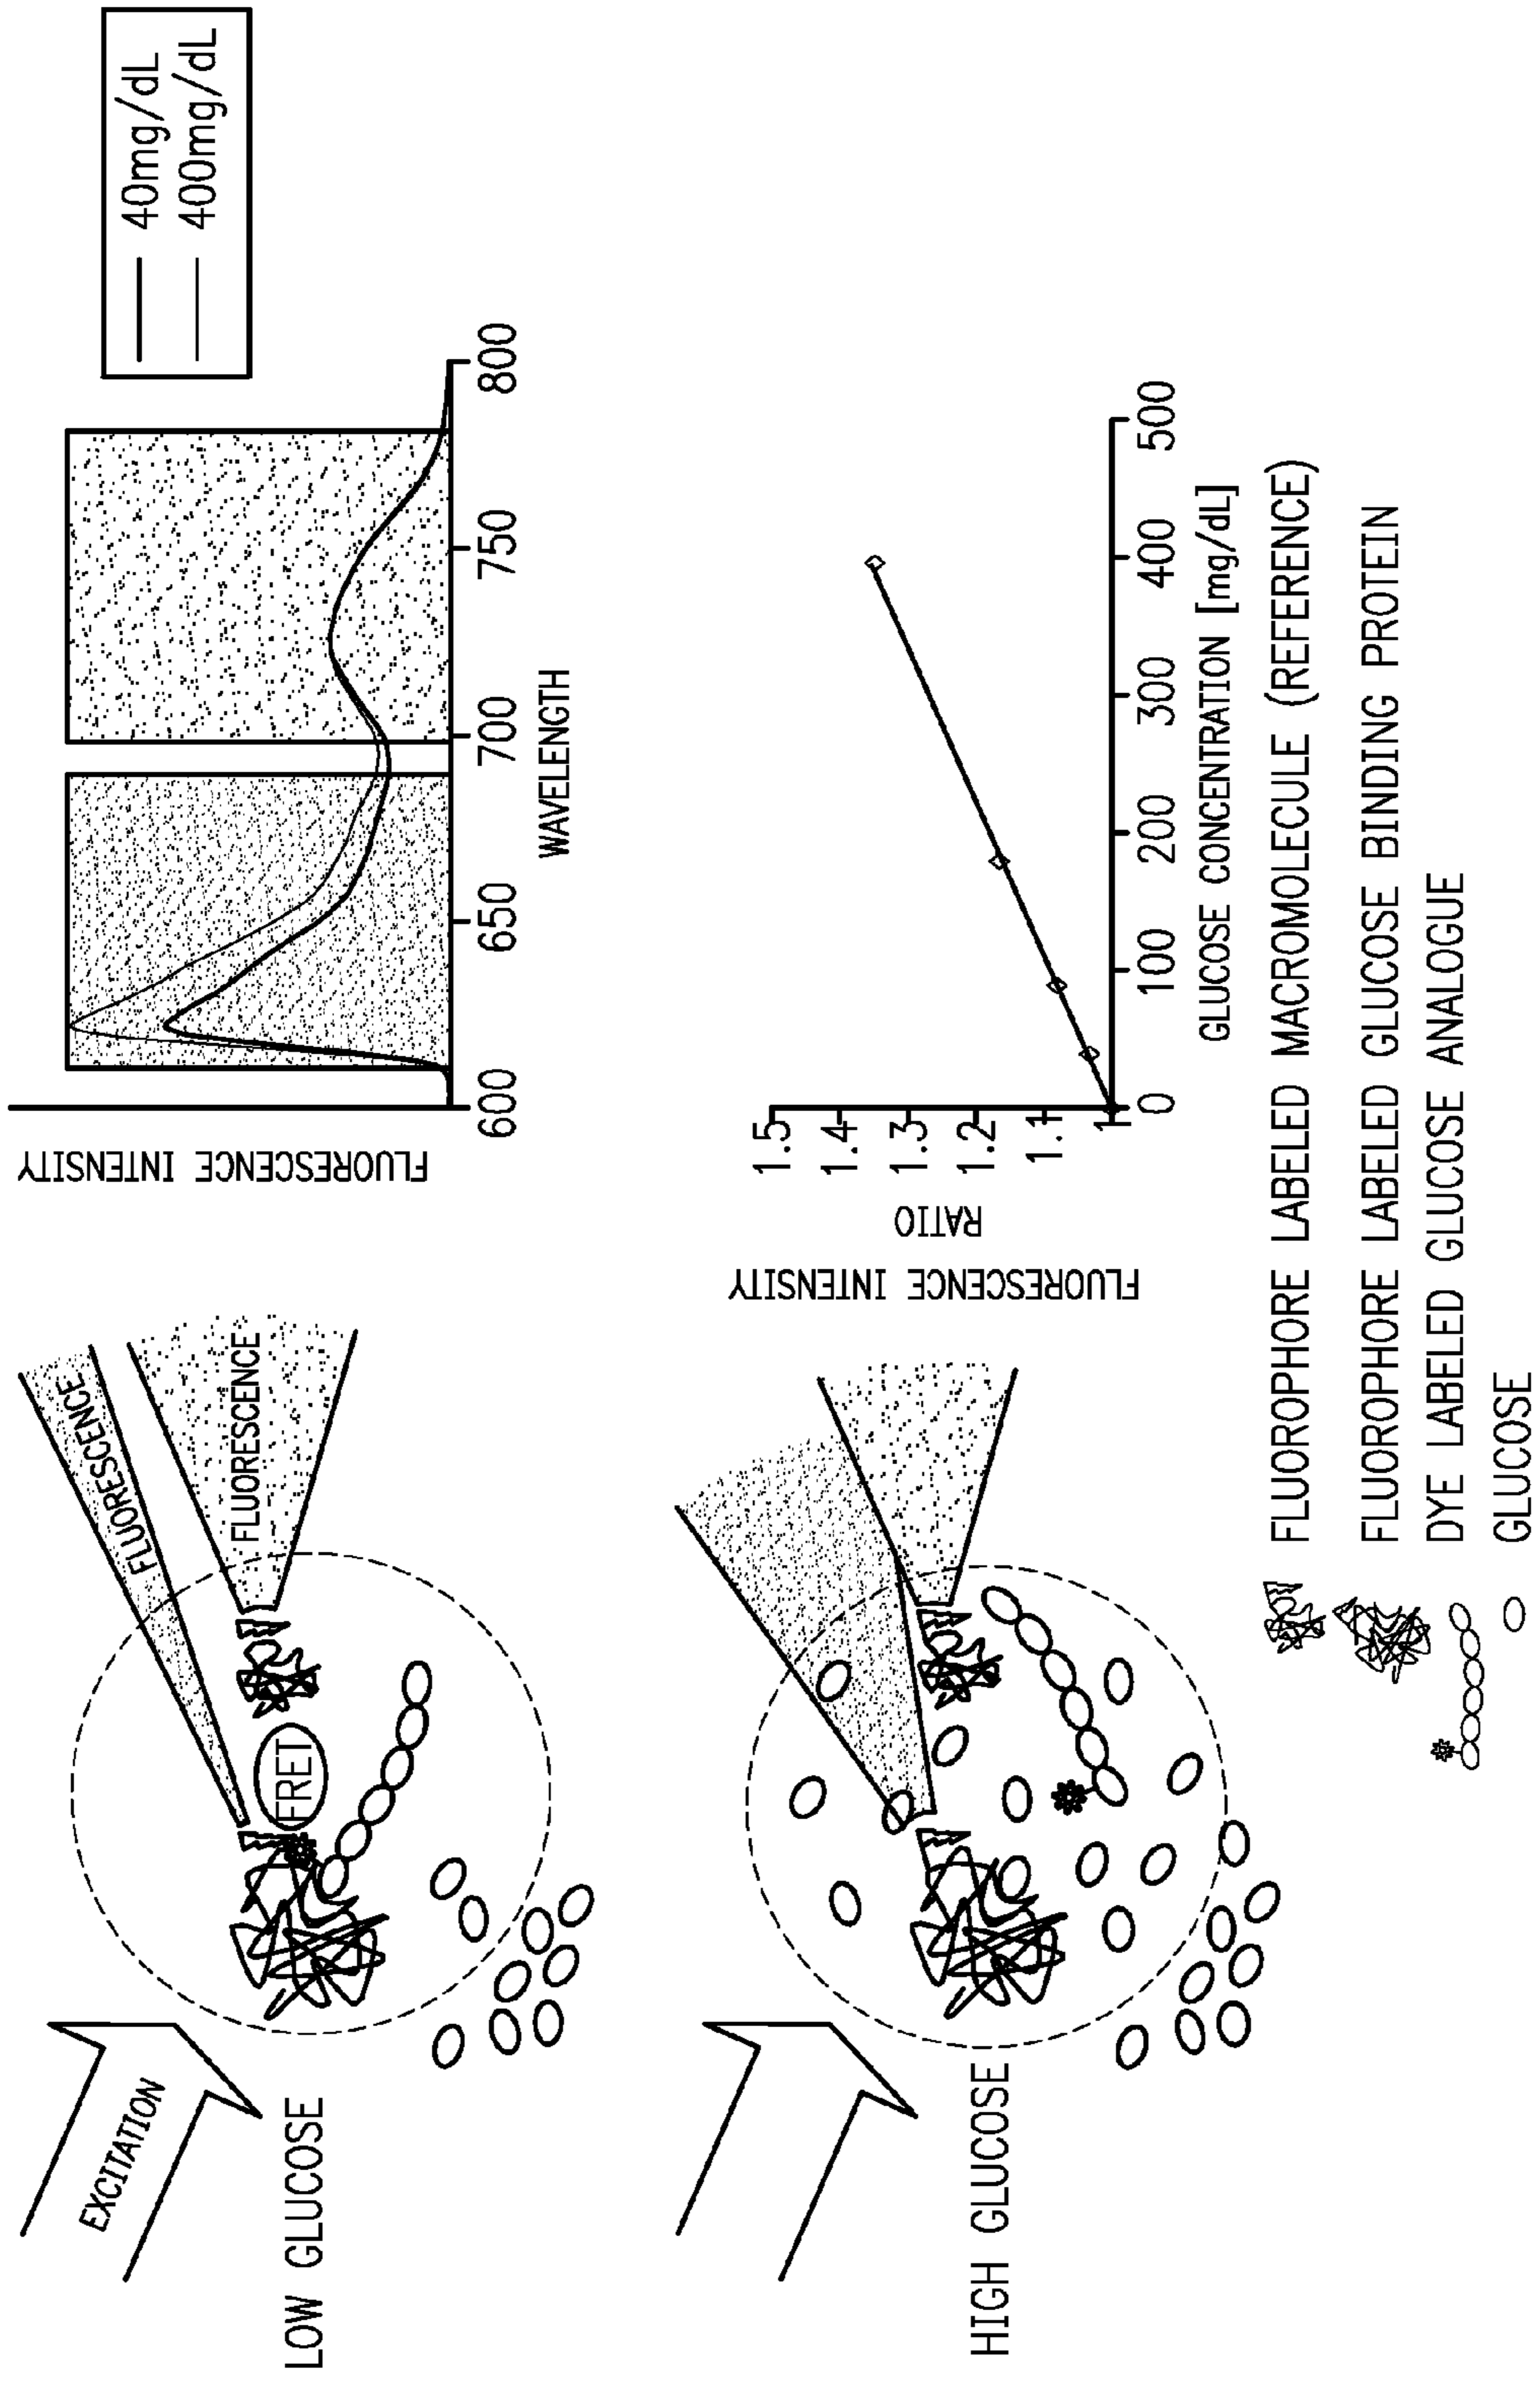 EXCITATION
LOW GLUCOSE
FRET
FLUORESCENCE
FLUORESCENCE
FLUORESCENCE INTENSITY
600
650
700
750
800
WAVELENGTH
40mg/dL
400mg/dL
HIGH GLUCOSE
FLUORESCENCE INTENSITY
RATIO
1.5
1.4
1.3
1.2
1.1
1
0
100
200
300
400
500
GLUCOSE CONCENTRATION [mg/dL]
FLUOROPHORE LABELED MACROMOLECULE (REFERENCE)
FLUOROPHORE LABELED GLUCOSE BINDING PROTEIN
DYE LABELED GLUCOSE ANALOGUE
GLUCOSE